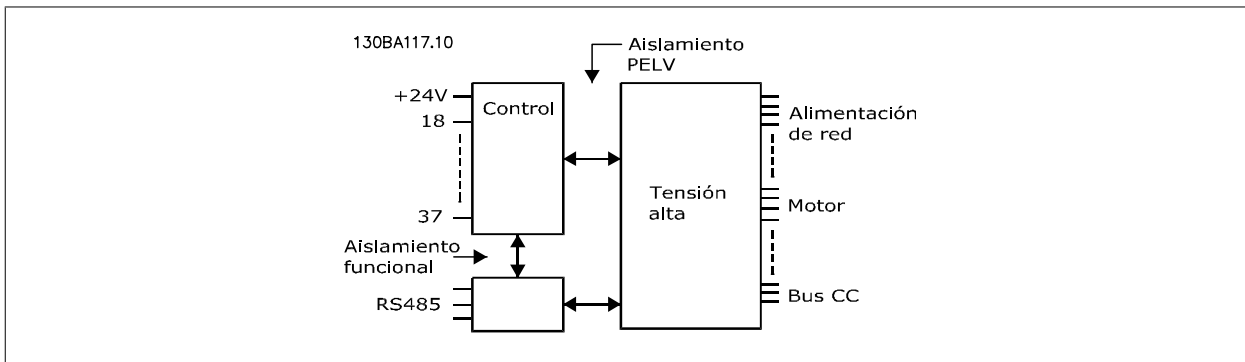 130BA117.10
Aislamiento
PELV
+24V
Control
18
37
Aislamiento
funcional
RS485
Tensión
alta
Alimentación
de red
Motor
Bus CC